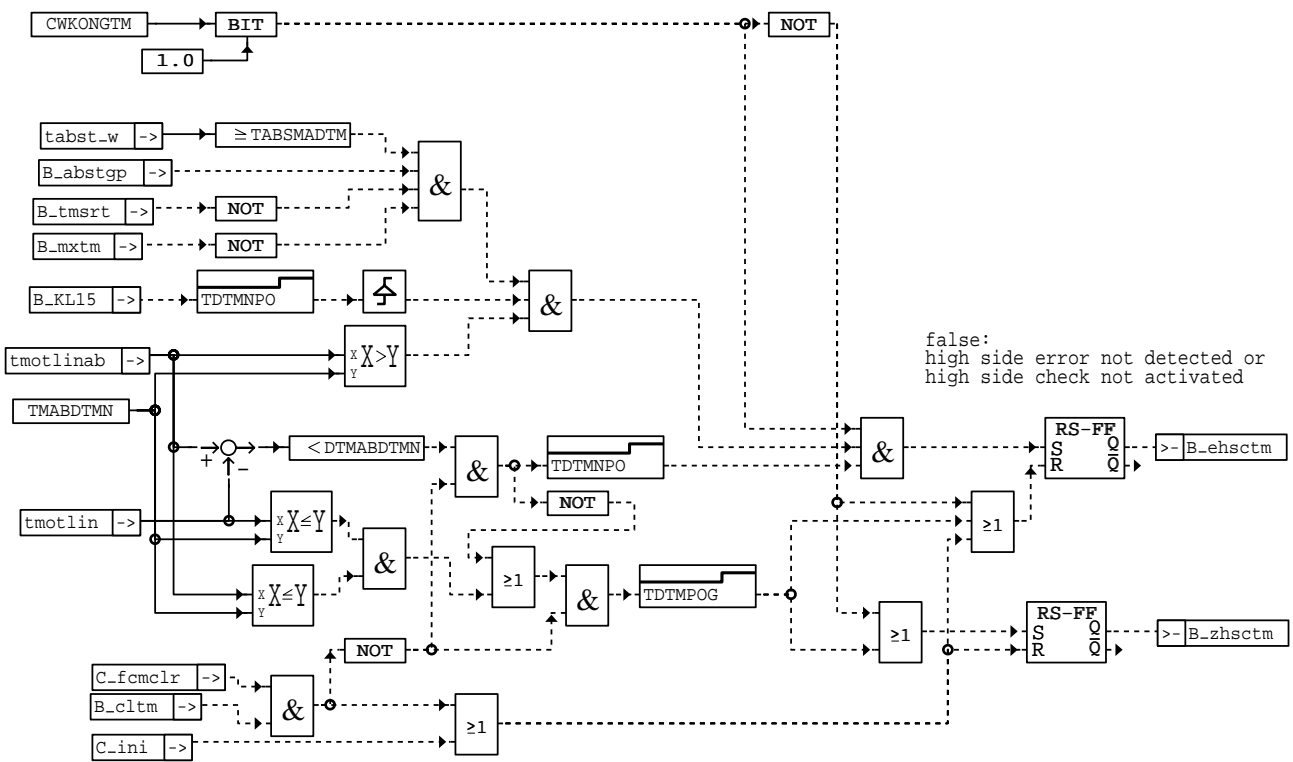 CWKONGTM BIT NOT
1.0
tabst_w -> ≥TABSMADTM
B_abstgp -> &
B_tmsrt -> NOT
B_mxtm -> NOT
B_KL15 -> TDTMNPO &
false:
high side error not detected or
high side check not activated
tmotlinab -> X X>Y
Y
TMABDTMN
+ - <DTMABDTMN & TDTMNPO & RS-FF
S Q >- B_ehsctm
R Q
NOT
tmotlin -> X X≤Y
Y
& ≥1 & TDTMPOG ≥1
X X≤Y
Y
≥1 RS-FF
S Q >- B_zhsctm
R Q
NOT
C_fcmclr ->
B_cltm -> & ≥1
C_ini ->